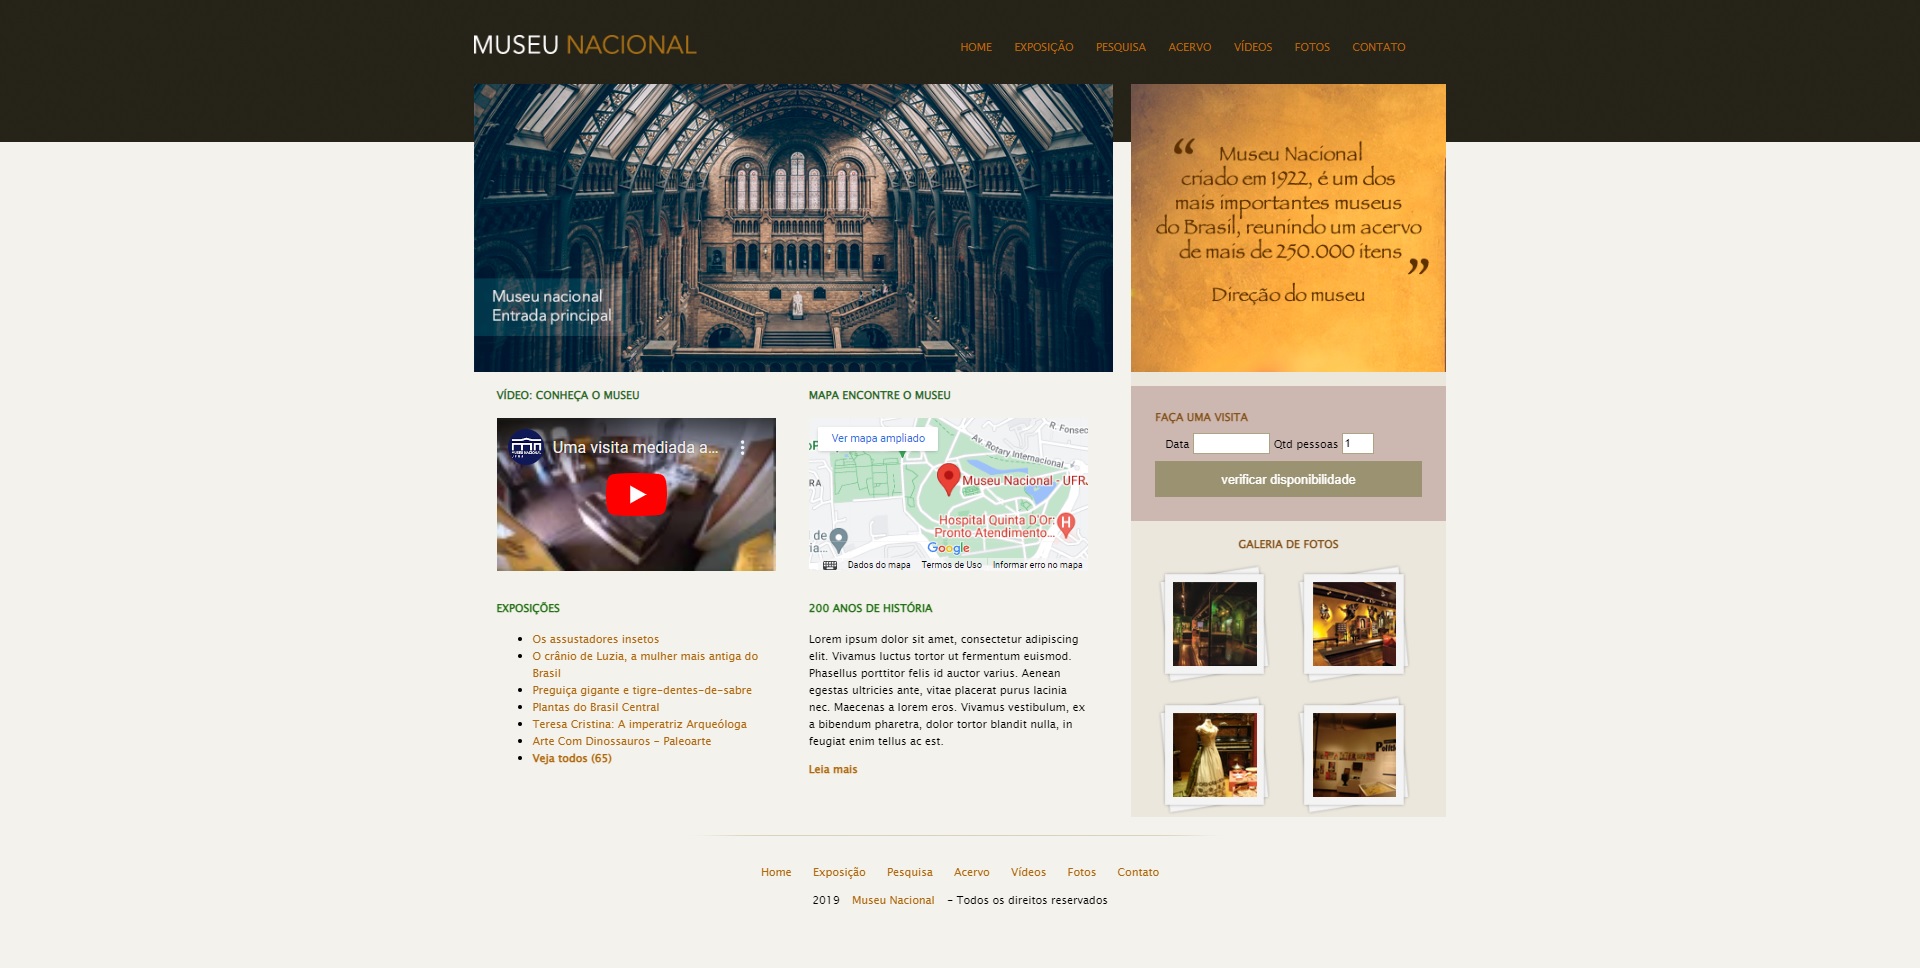 MUSEU NACIONAL
HOME EXPOSIÇÃO PESQUISA ACERVO VÍDEOS FOTOS CONTATO
Museu nacional
Entrada principal
“ Museu Nacional
criado em 1922, é um dos
mais importantes museus
do Brasil, reunindo um acervo
de mais de 250.000 itens ”
Direção do museu
VÍDEO: CONHEÇA O MUSEU
Uma visita mediada a...
MAPA ENCONTRE O MUSEU
Ver mapa ampliado
R. Fonsec
Av. Rotary Internacional
Museu Nacional - UFRJ
Hospital Quinta D'Or:
Pronto Atendimento...
H
de
ia...
Google
Dados do mapa Termos de Uso Informar erro no mapa
FAÇA UMA VISITA
Data Qtd pessoas 1
verificar disponibilidade
GALERIA DE FOTOS
EXPOSIÇÕES
Os assustadores insetos
O crânio de Luzia, a mulher mais antiga do
Brasil
Preguiça gigante e tigre-dentes-de-sabre
Plantas do Brasil Central
Teresa Cristina: A imperatriz Arqueóloga
Arte Com Dinossauros - Paleoarte
Veja todos (65)
200 ANOS DE HISTÓRIA
Lorem ipsum dolor sit amet, consectetur adipiscing
elit. Vivamus luctus tortor ut fermentum euismod.
Phasellus porttitor felis id auctor varius. Aenean
egestas ultricies ante, vitae placerat purus lacinia
nec. Maecenas a lorem eros. Vivamus vestibulum, ex
a bibendum pharetra, dolor tortor blandit nulla, in
feugiat enim tellus ac est.
Leia mais
Home Exposição Pesquisa Acervo Vídeos Fotos Contato
2019 Museu Nacional - Todos os direitos reservados